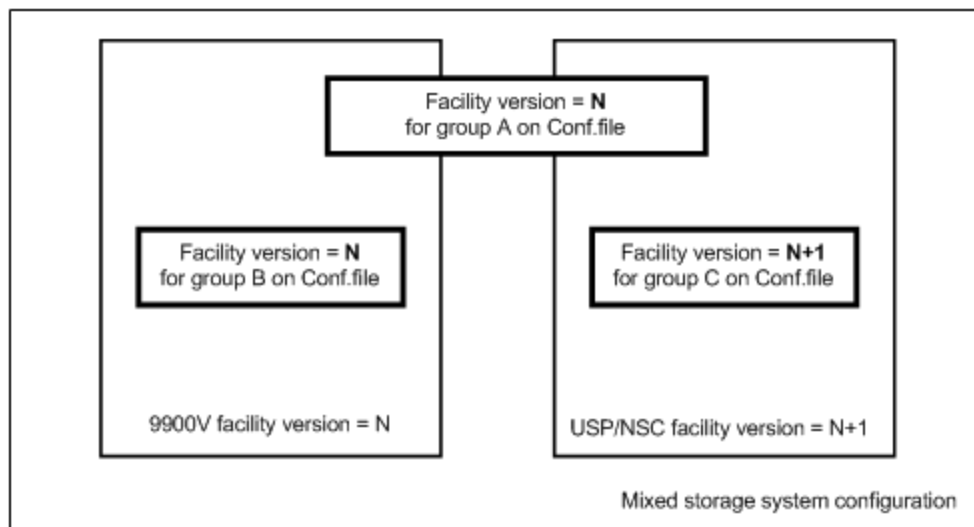 Facility version = N
for group A on Conf.file
Facility version = N
for group B on Conf.file
Facility version = N+1
for group C on Conf.file
9900V facility version = N
USP/NSC facility version = N+1
Mixed storage system configuration